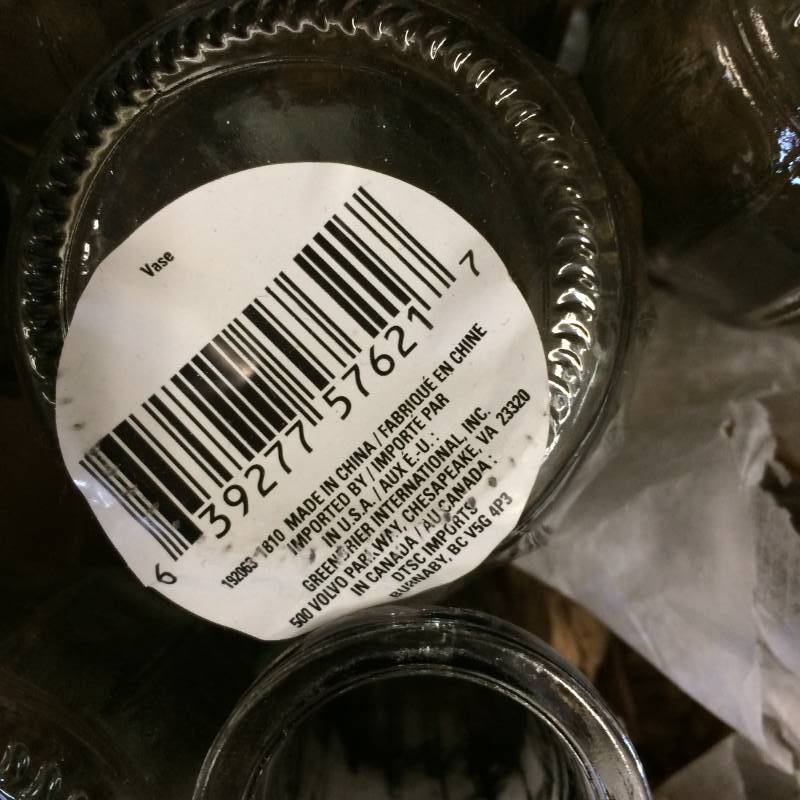 Vase
6 39277 57621 7
192063 1810 MADE IN CHINA / FABRIQUÉ EN CHINE
IMPORTED BY / IMPORTÉ PAR
IN U.S.A. / AUX É.-U. :
GREENBRIER INTERNATIONAL, INC.
500 VOLVO PARKWAY, CHESAPEAKE, VA 23320
IN CANADA / AU CANADA :
DTSC IMPORTS
BURNABY, BC V5G 4P3